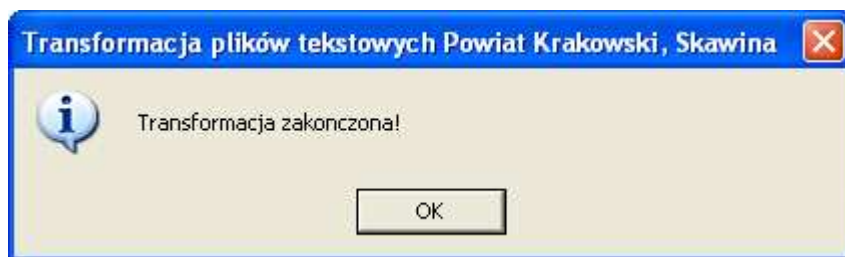 Transformacja plików tekstowych Powiat Krakowski, Skawina
Transformacja zakonczona!
OK